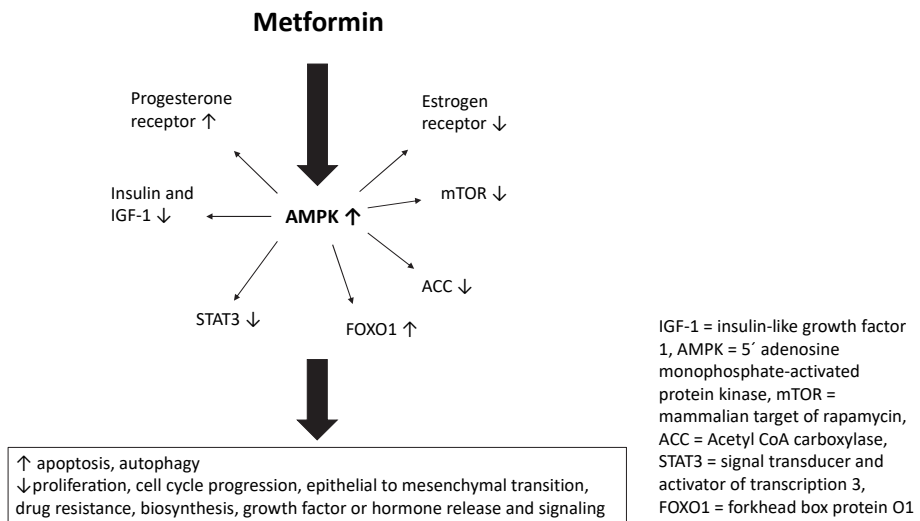 Metformin
Progesterone
receptor ↑
Estrogen
receptor ↓
Insulin and
IGF-1 ↓
AMPK ↑
mTOR ↓
ACC ↓
STAT3 ↓
FOXO1 ↑
↑ apoptosis, autophagy
↓proliferation, cell cycle progression, epithelial to mesenchymal transition,
drug resistance, biosynthesis, growth factor or hormone release and signaling
IGF-1 = insulin-like growth factor
1, AMPK = 5´ adenosine
monophosphate-activated
protein kinase, mTOR =
mammalian target of rapamycin,
ACC = Acetyl CoA carboxylase,
STAT3 = signal transducer and
activator of transcription 3,
FOXO1 = forkhead box protein O1